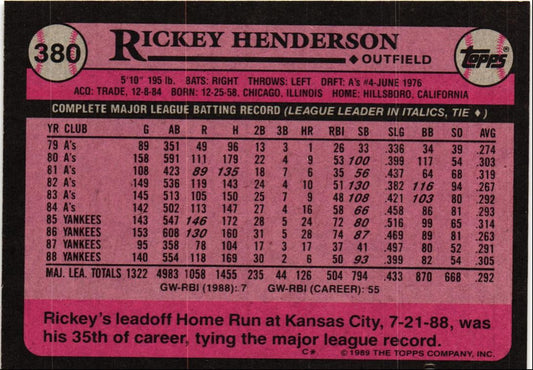 380
RICKEY HENDERSON
♦ OUTFIELD
Topps
5'10" 195 lb. BATS: RIGHT THROWS: LEFT DRFT: A's #4-JUNE 1976
ACQ: TRADE, 12-8-84 BORN: 12-25-58, CHICAGO, ILLINOIS HOME: HILLSBORO, CALIFORNIA
COMPLETE MAJOR LEAGUE BATTING RECORD (LEAGUE LEADER IN ITALICS, TIE ♦)
YR CLUB G AB R H 2B 3B HR RBI SB SLG BB SO AVG
79 A's 89 351 49 96 13 3 1 26 33 .336 34 39 .274
80 A's 158 591 111 179 22 4 9 53 100 .399 117 54 .303
81 A's 108 423 89 135 18 7 6 35 56 .437 64 68 .319
82 A's 149 536 119 143 24 4 10 51 130 .382 116 94 .267
83 A's 145 513 105 150 25 7 9 48 108 .421 103 80 .292
84 A's 142 502 113 147 27 4 16 58 66 .458 86 81 .293
85 YANKEES 143 547 146 172 28 5 24 72 80 .516 99 65 .314
86 YANKEES 153 608 130 160 31 5 28 74 87 .469 89 81 .263
87 YANKEES 95 358 78 104 17 3 17 37 41 .497 80 52 .291
88 YANKEES 140 554 118 169 30 2 6 50 93 .399 82 54 .305
MAJ. LEA. TOTALS 1322 4983 1058 1455 235 44 126 504 794 .433 870 668 .292
GW-RBI (1988): 7 GW-RBI (CAREER): 55
Rickey's leadoff Home Run at Kansas City, 7-21-88, was
his 35th of career, tying the major league record.
C* © 1989 THE TOPPS COMPANY, INC.